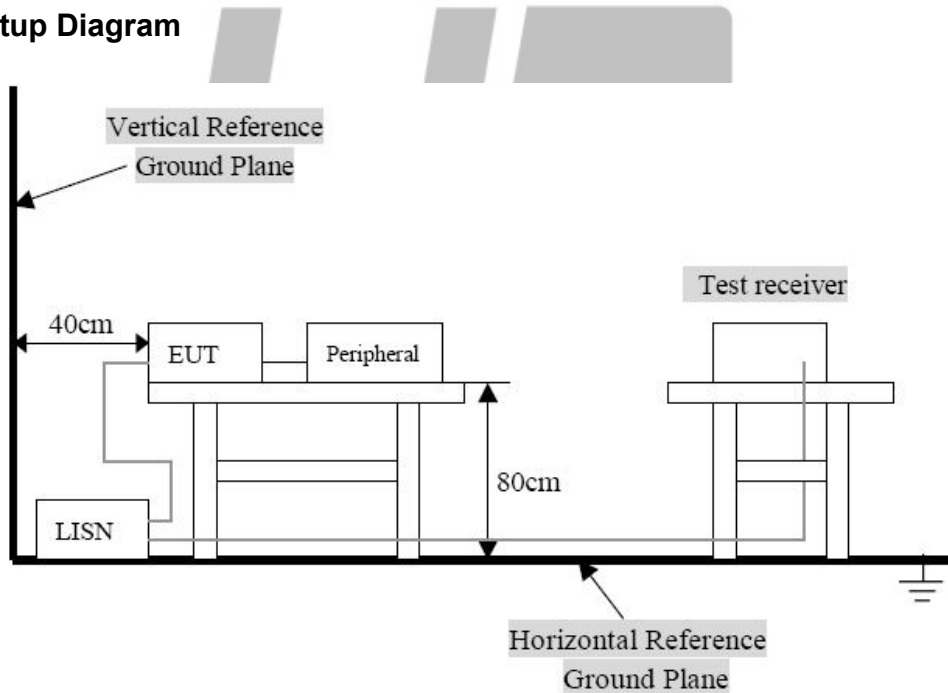 tup Diagram
Vertical Reference
Ground Plane
Test receiver
40cm
EUT
Peripheral
80cm
LISN
Horizontal Reference
Ground Plane